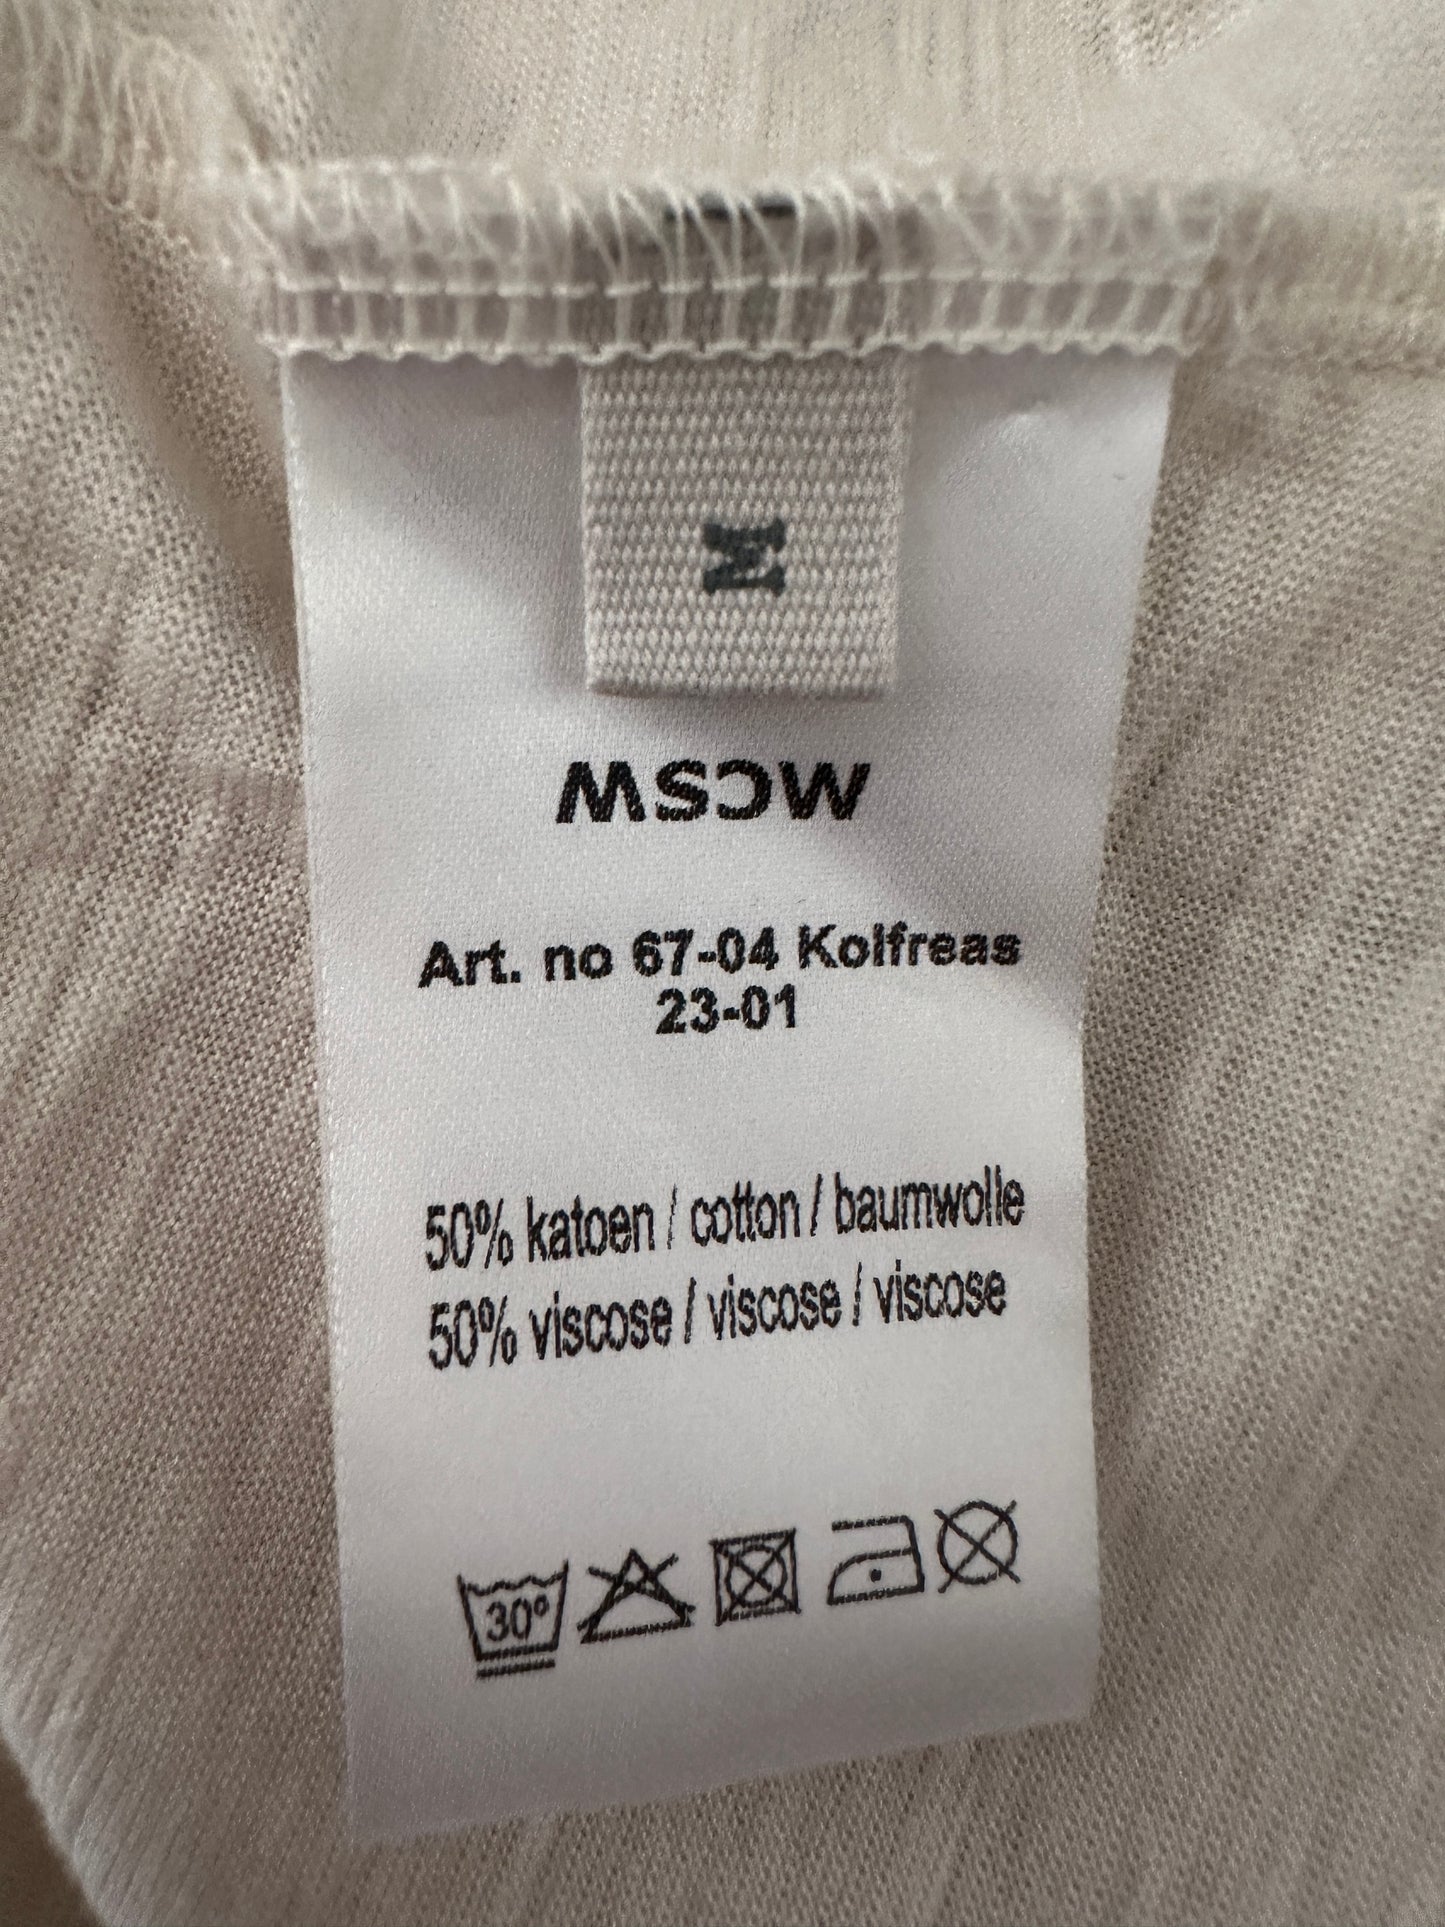 M
MSCW
Art. no 67-04 Kolfreas
23-01
50% katoen / cotton / baumwolle
50% viscose / viscose / viscose
30°